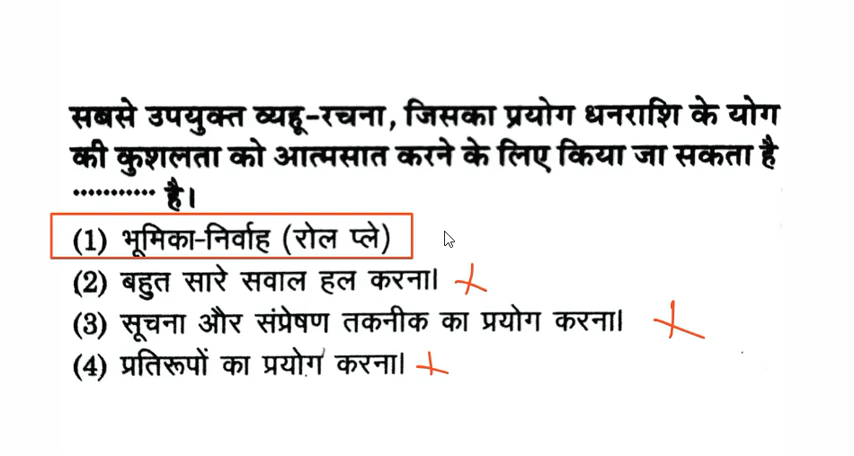 सबसे उपयुक्त व्यहू-रचना, जिसका प्रयोग धनराशि के योग
की कुशलता को आत्मसात करने के लिए किया जा सकता है
............ है।
(1) भूमिका-निर्वाह (रोल प्ले)
(2) बहुत सारे सवाल हल करना।
(3) सूचना और संप्रेषण तकनीक का प्रयोग करना।
(4) प्रतिरूपों का प्रयोग करना।